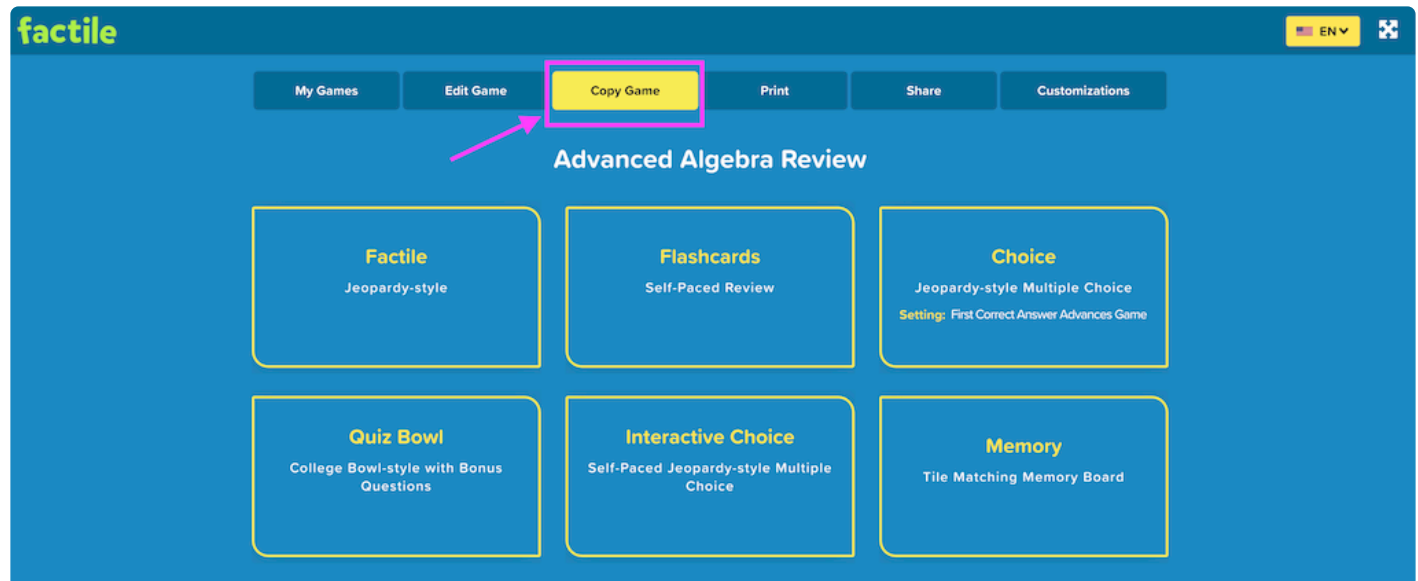 factile
EN
My Games
Edit Game
Copy Game
Print
Share
Customizations
Advanced Algebra Review
Factile
Jeopardy-style
Flashcards
Self-Paced Review
Choice
Jeopardy-style Multiple Choice
Setting: First Correct Answer Advances Game
Quiz Bowl
College Bowl-style with Bonus
Questions
Interactive Choice
Self-Paced Jeopardy-style Multiple
Choice
Memory
Tile Matching Memory Board